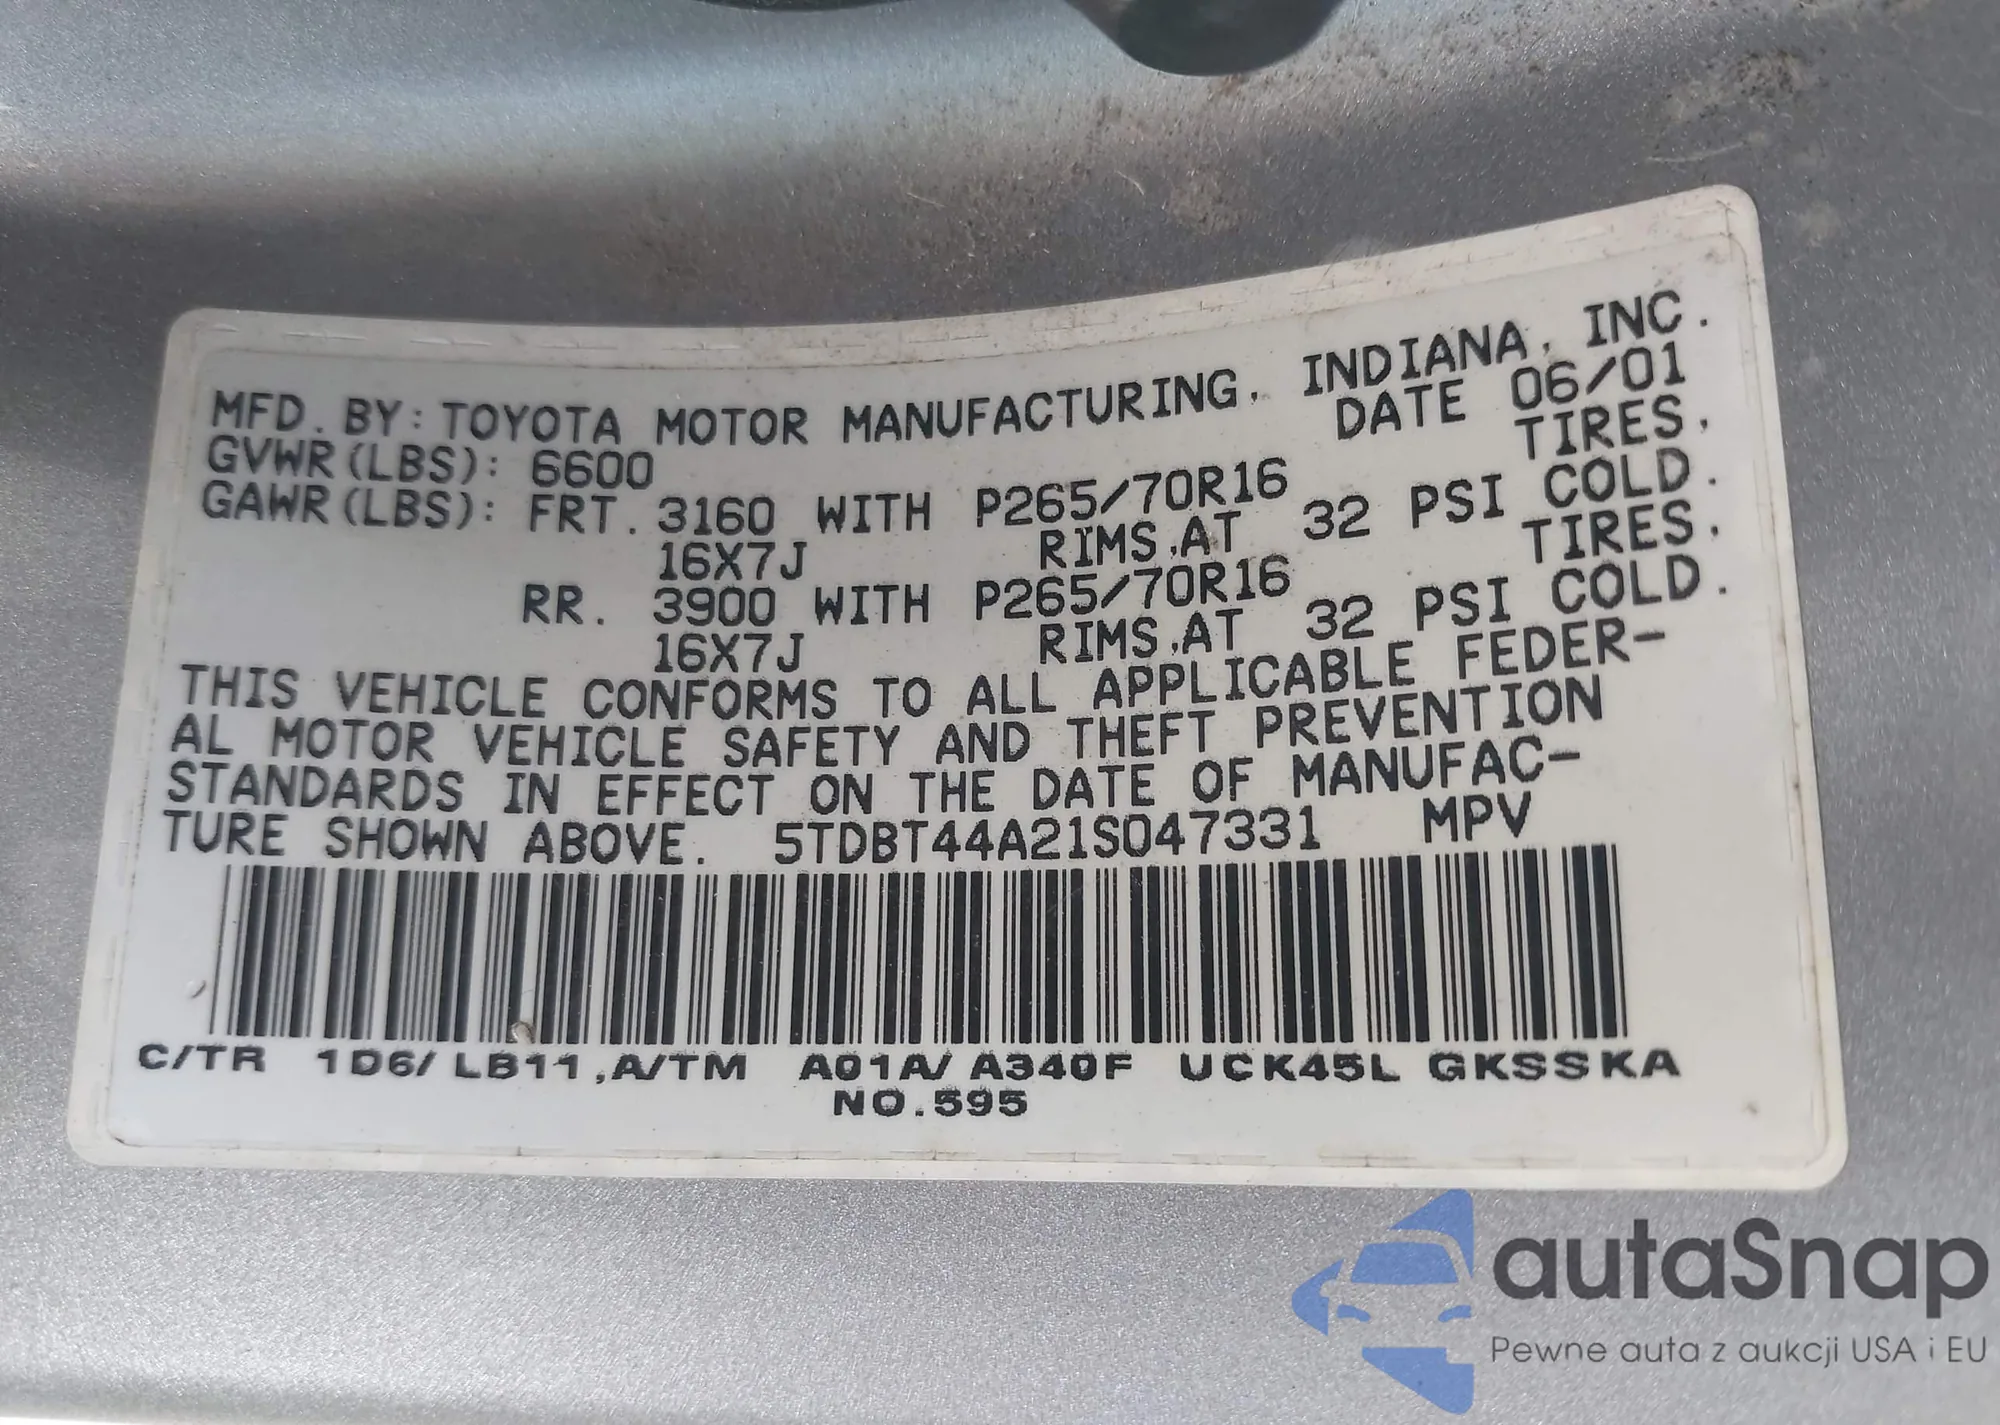 MFD. BY: TOYOTA MOTOR MANUFACTURING, INDIANA, INC.
GVWR(LBS): 6600 DATE 06/01
GAWR(LBS): FRT. 3160 WITH P265/70R16 TIRES,
16X7J RIMS,AT 32 PSI COLD.
RR. 3900 WITH P265/70R16 TIRES,
16X7J RIMS,AT 32 PSI COLD.
THIS VEHICLE CONFORMS TO ALL APPLICABLE FEDER-
AL MOTOR VEHICLE SAFETY AND THEFT PREVENTION
STANDARDS IN EFFECT ON THE DATE OF MANUFAC-
TURE SHOWN ABOVE. 5TDBT44A21S047331 MPV
C/TR 1D6/LB11,A/TM A01A/A340F UCK45L GKSSKA
NO.595
autaSnap
Pewne auta z aukcji USA i EU